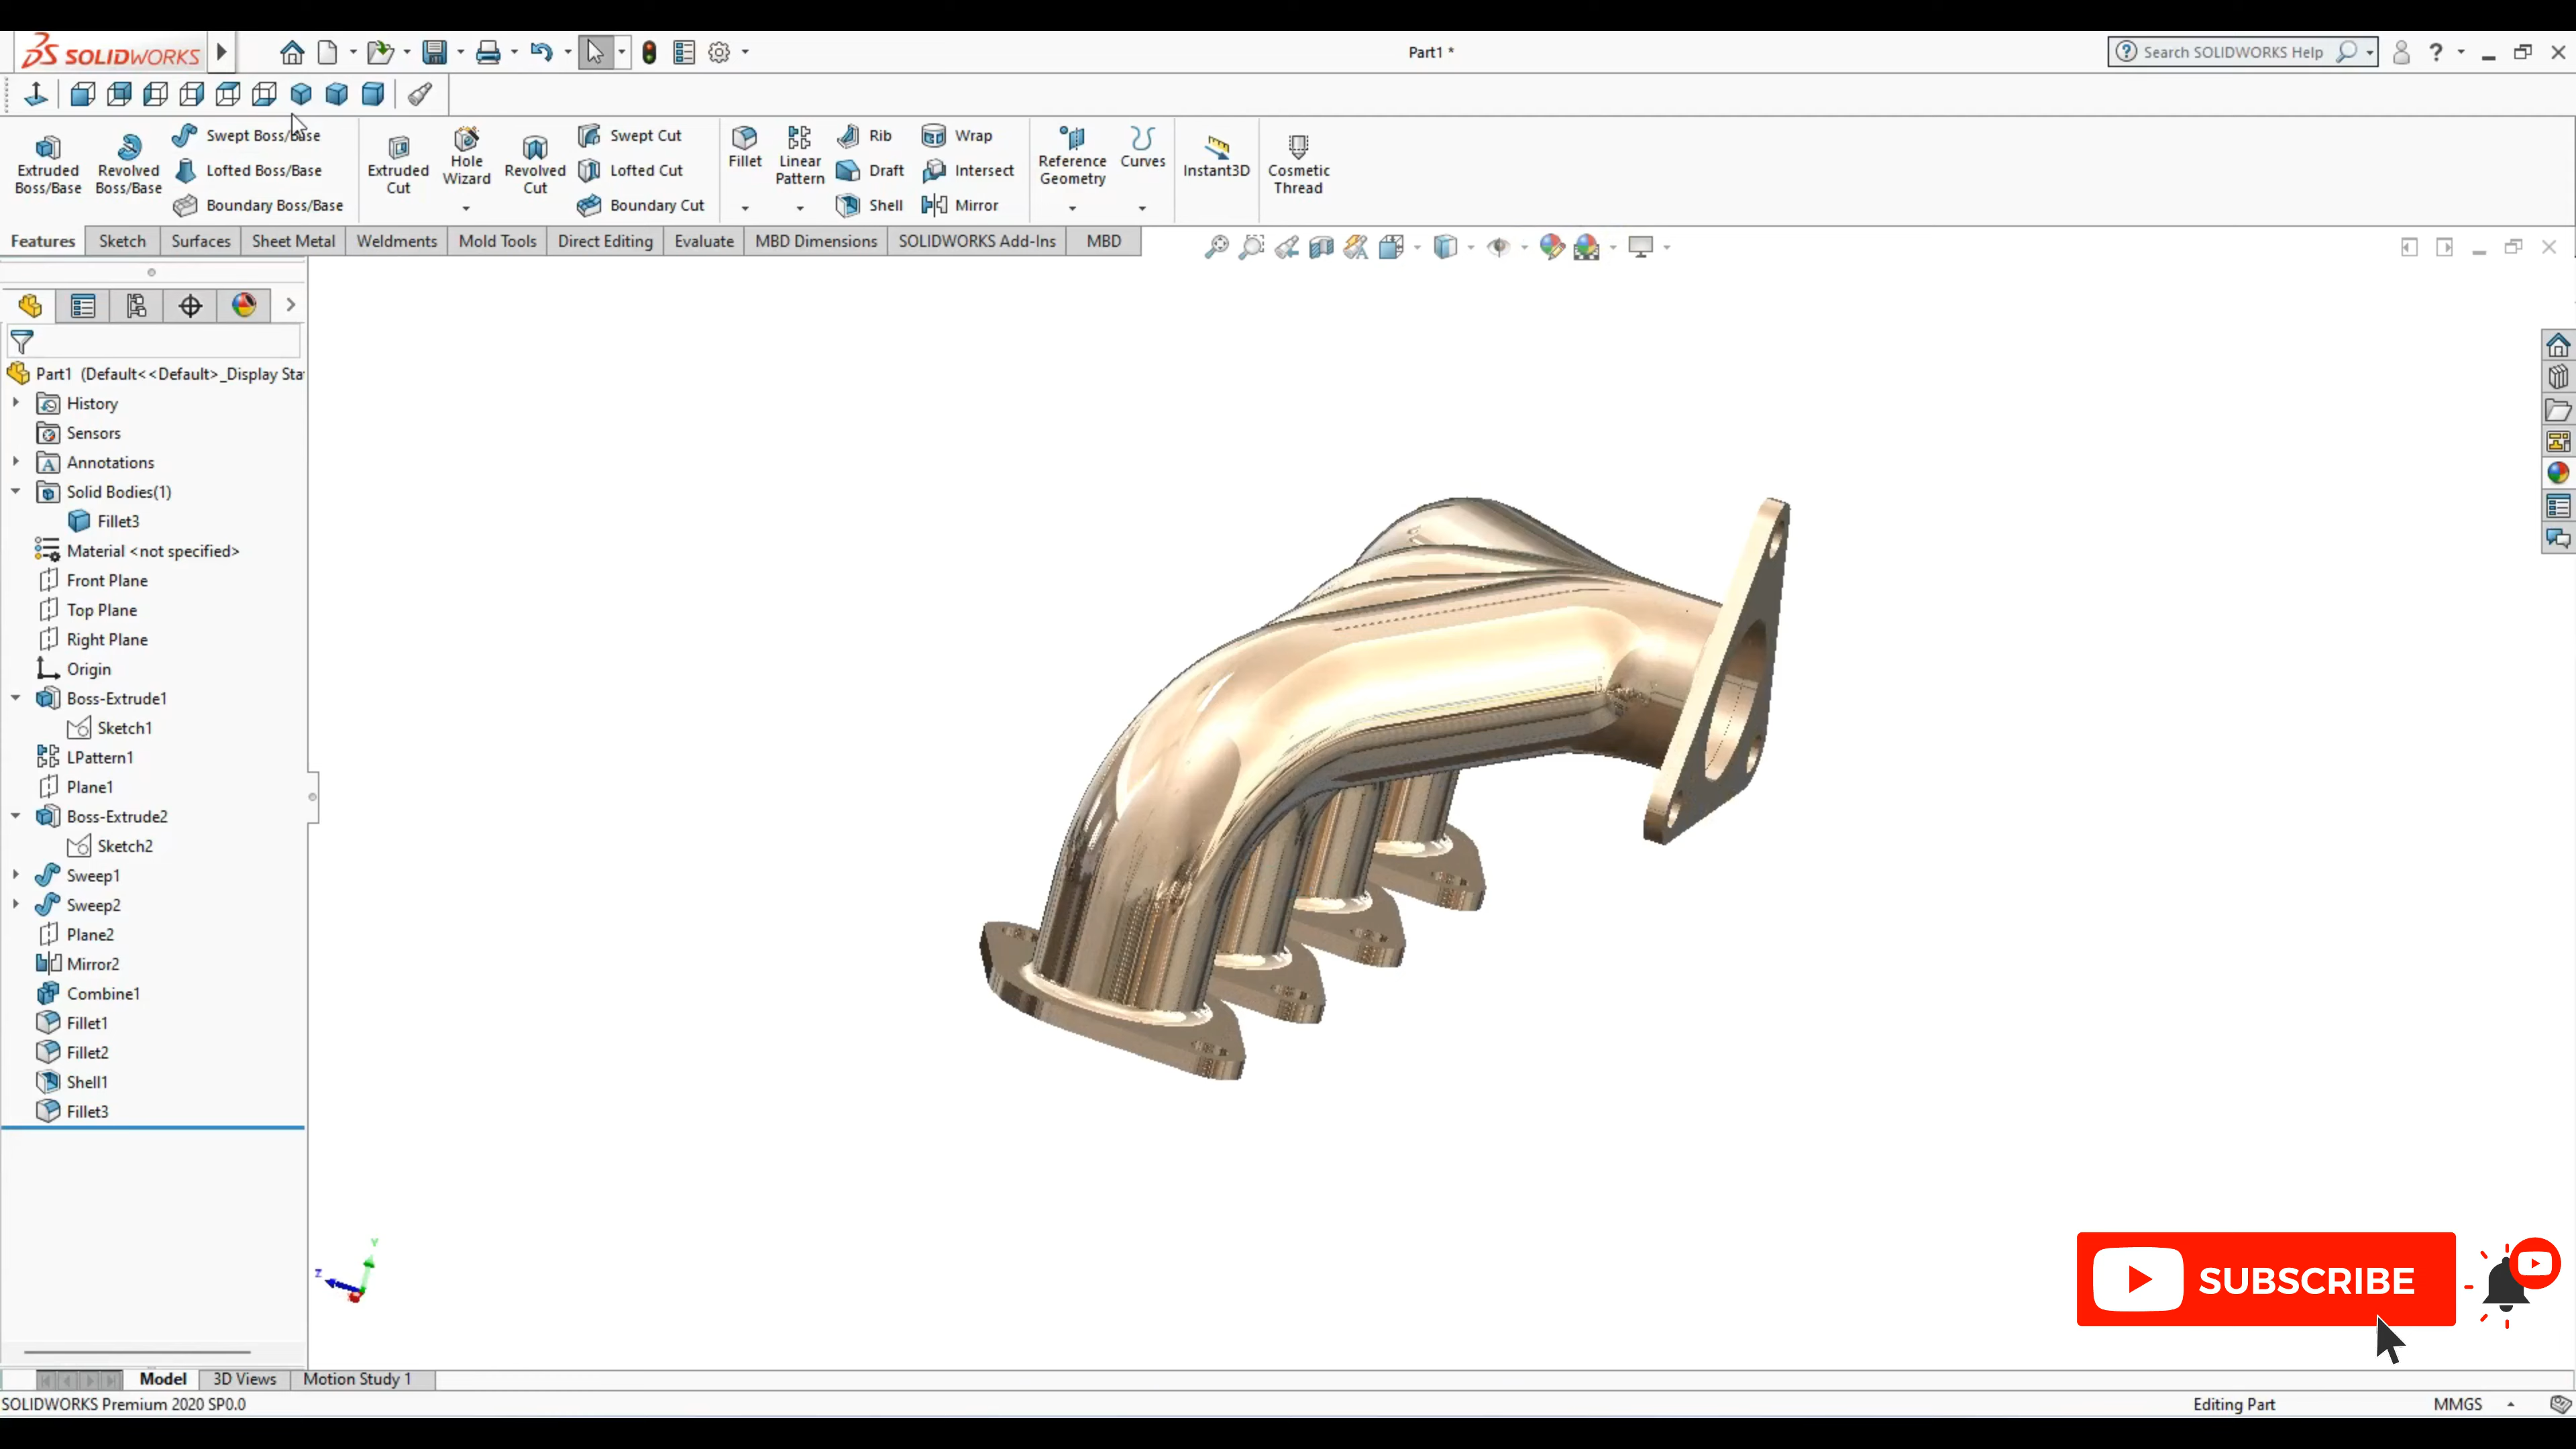 SOLIDWORKS
Part1 *
Search SOLIDWORKS Help
Extruded Boss/Base
Revolved Boss/Base
Swept Boss/Base
Lofted Boss/Base
Boundary Boss/Base
Extruded Cut
Hole Wizard
Revolved Cut
Swept Cut
Lofted Cut
Boundary Cut
Fillet
Linear Pattern
Rib
Draft
Shell
Wrap
Intersect
Mirror
Reference Geometry
Curves
Instant3D
Cosmetic Thread
Features
Sketch
Surfaces
Sheet Metal
Weldments
Mold Tools
Direct Editing
Evaluate
MBD Dimensions
SOLIDWORKS Add-Ins
MBD
Part1 (Default<<Default>_Display Sta
History
Sensors
Annotations
Solid Bodies(1)
Fillet3
Material <not specified>
Front Plane
Top Plane
Right Plane
Origin
Boss-Extrude1
Sketch1
LPattern1
Plane1
Boss-Extrude2
Sketch2
Sweep1
Sweep2
Plane2
Mirror2
Combine1
Fillet1
Fillet2
Shell1
Fillet3
Y
Z
SUBSCRIBE
Model
3D Views
Motion Study 1
SOLIDWORKS Premium 2020 SP0.0
Editing Part
MMGS